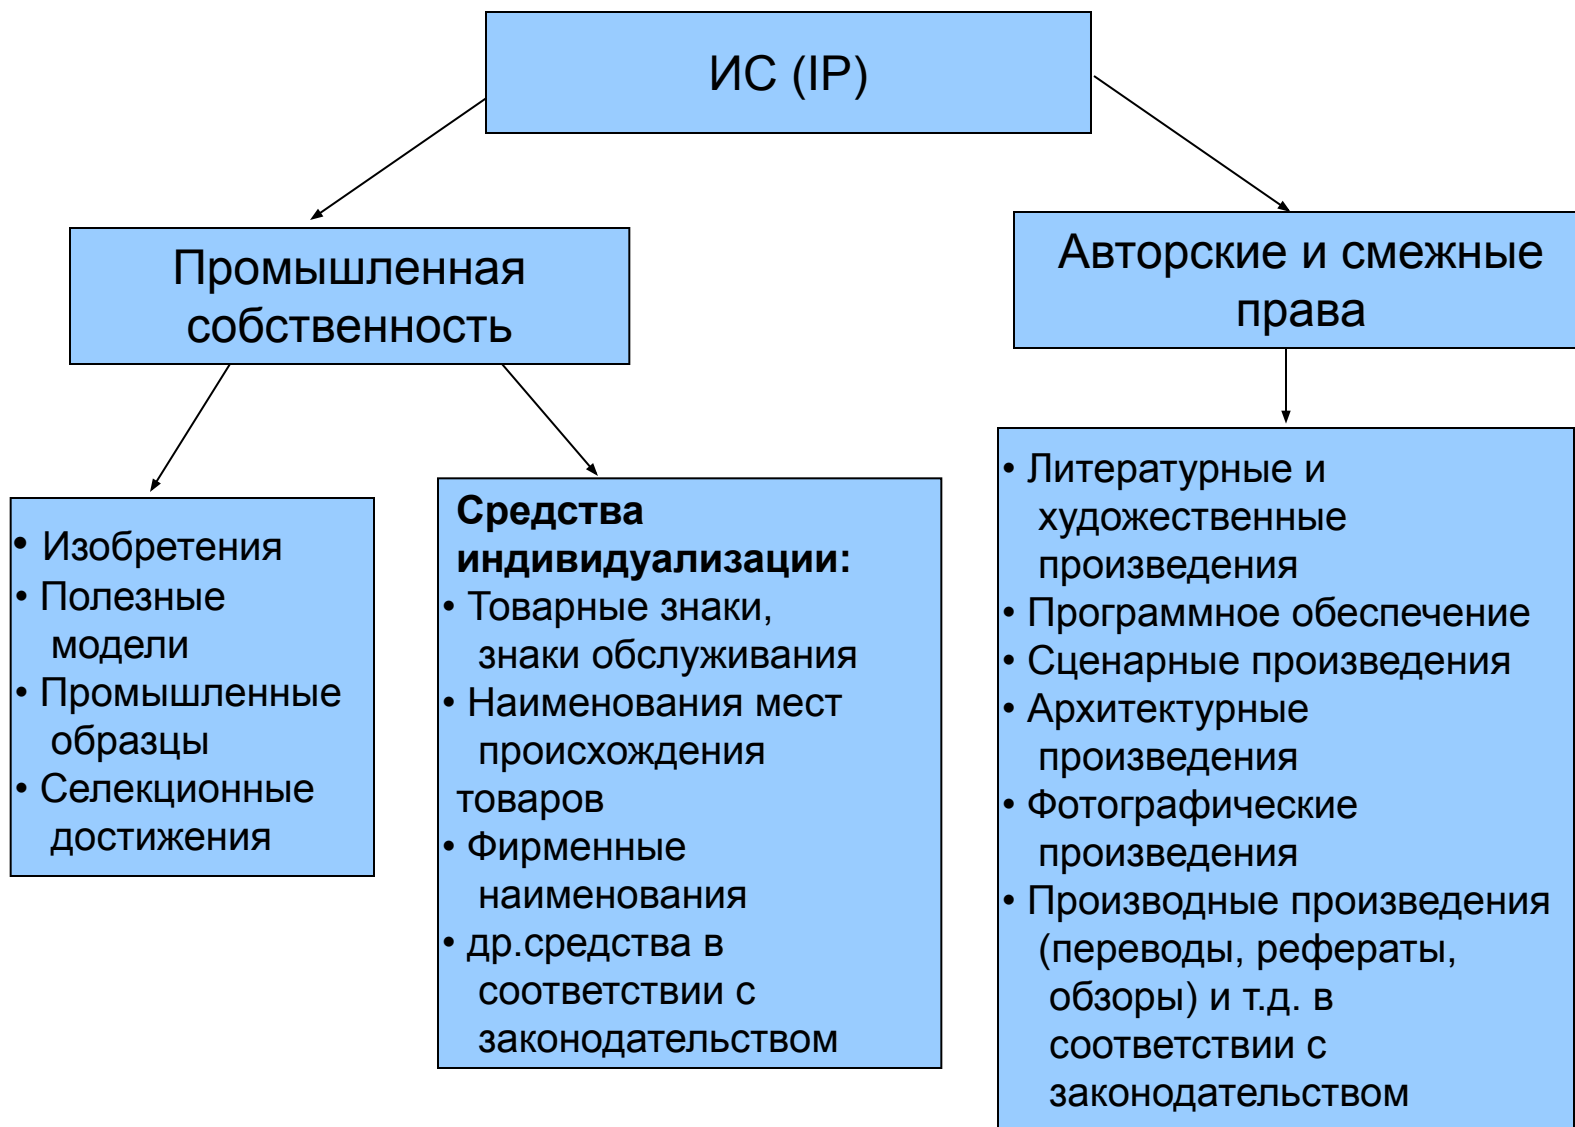 ИС (IP)
Промышленная
собственность
Авторские и смежные
права
• Изобретения
• Полезные
модели
• Промышленные
образцы
• Селекционные
достижения
Средства
индивидуализации:
• Товарные знаки,
знаки обслуживания
• Наименования мест
происхождения
товаров
• Фирменные
наименования
• др.средства в
соответствии с
законодательством
• Литературные и
художественные
произведения
• Программное обеспечение
• Сценарные произведения
• Архитектурные
произведения
• Фотографические
произведения
• Производные произведения
(переводы, рефераты,
обзоры) и т.д. в
соответствии с
законодательством